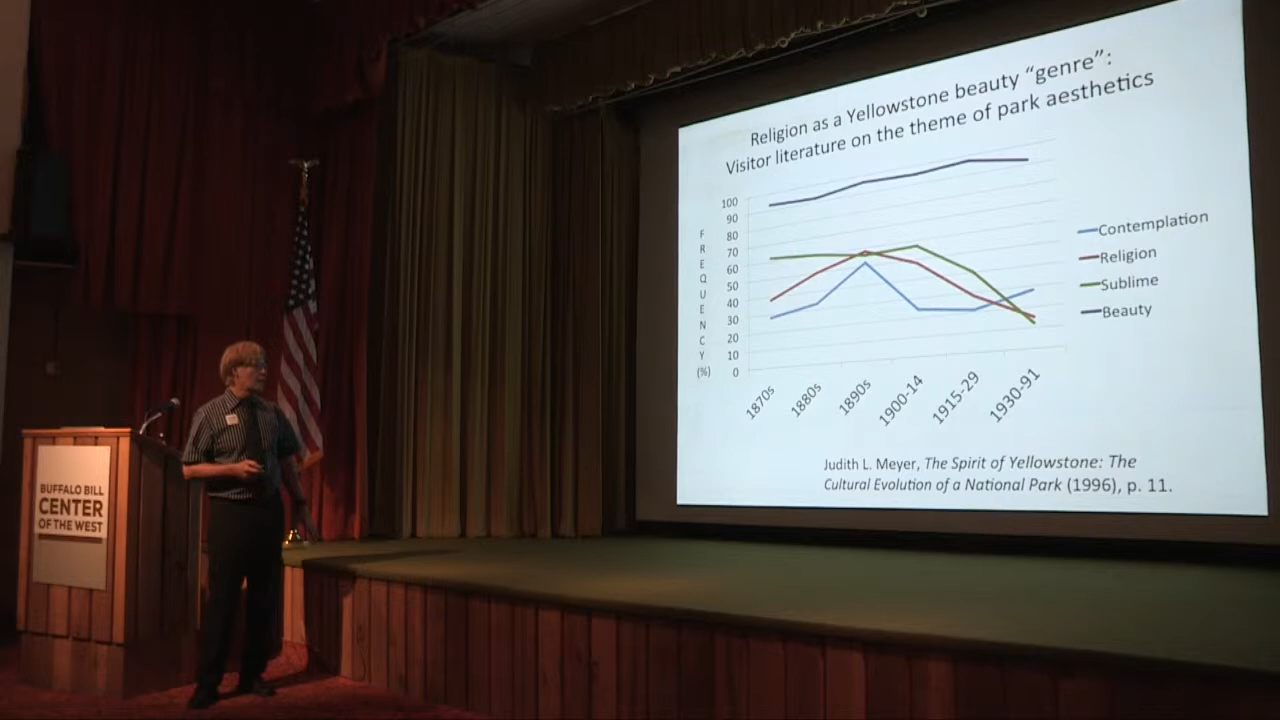 Religion as a Yellowstone beauty “genre”:
Visitor literature on the theme of park aesthetics
100
90
80
70
60
50
40
30
20
10
0
FREQUENCY
(%)
1870s
1880s
1890s
1900-14
1915-29
1930-91
Contemplation
Religion
Sublime
Beauty
Judith L. Meyer, The Spirit of Yellowstone: The
Cultural Evolution of a National Park (1996), p. 11.
BUFFALO BILL
CENTER
OF THE WEST